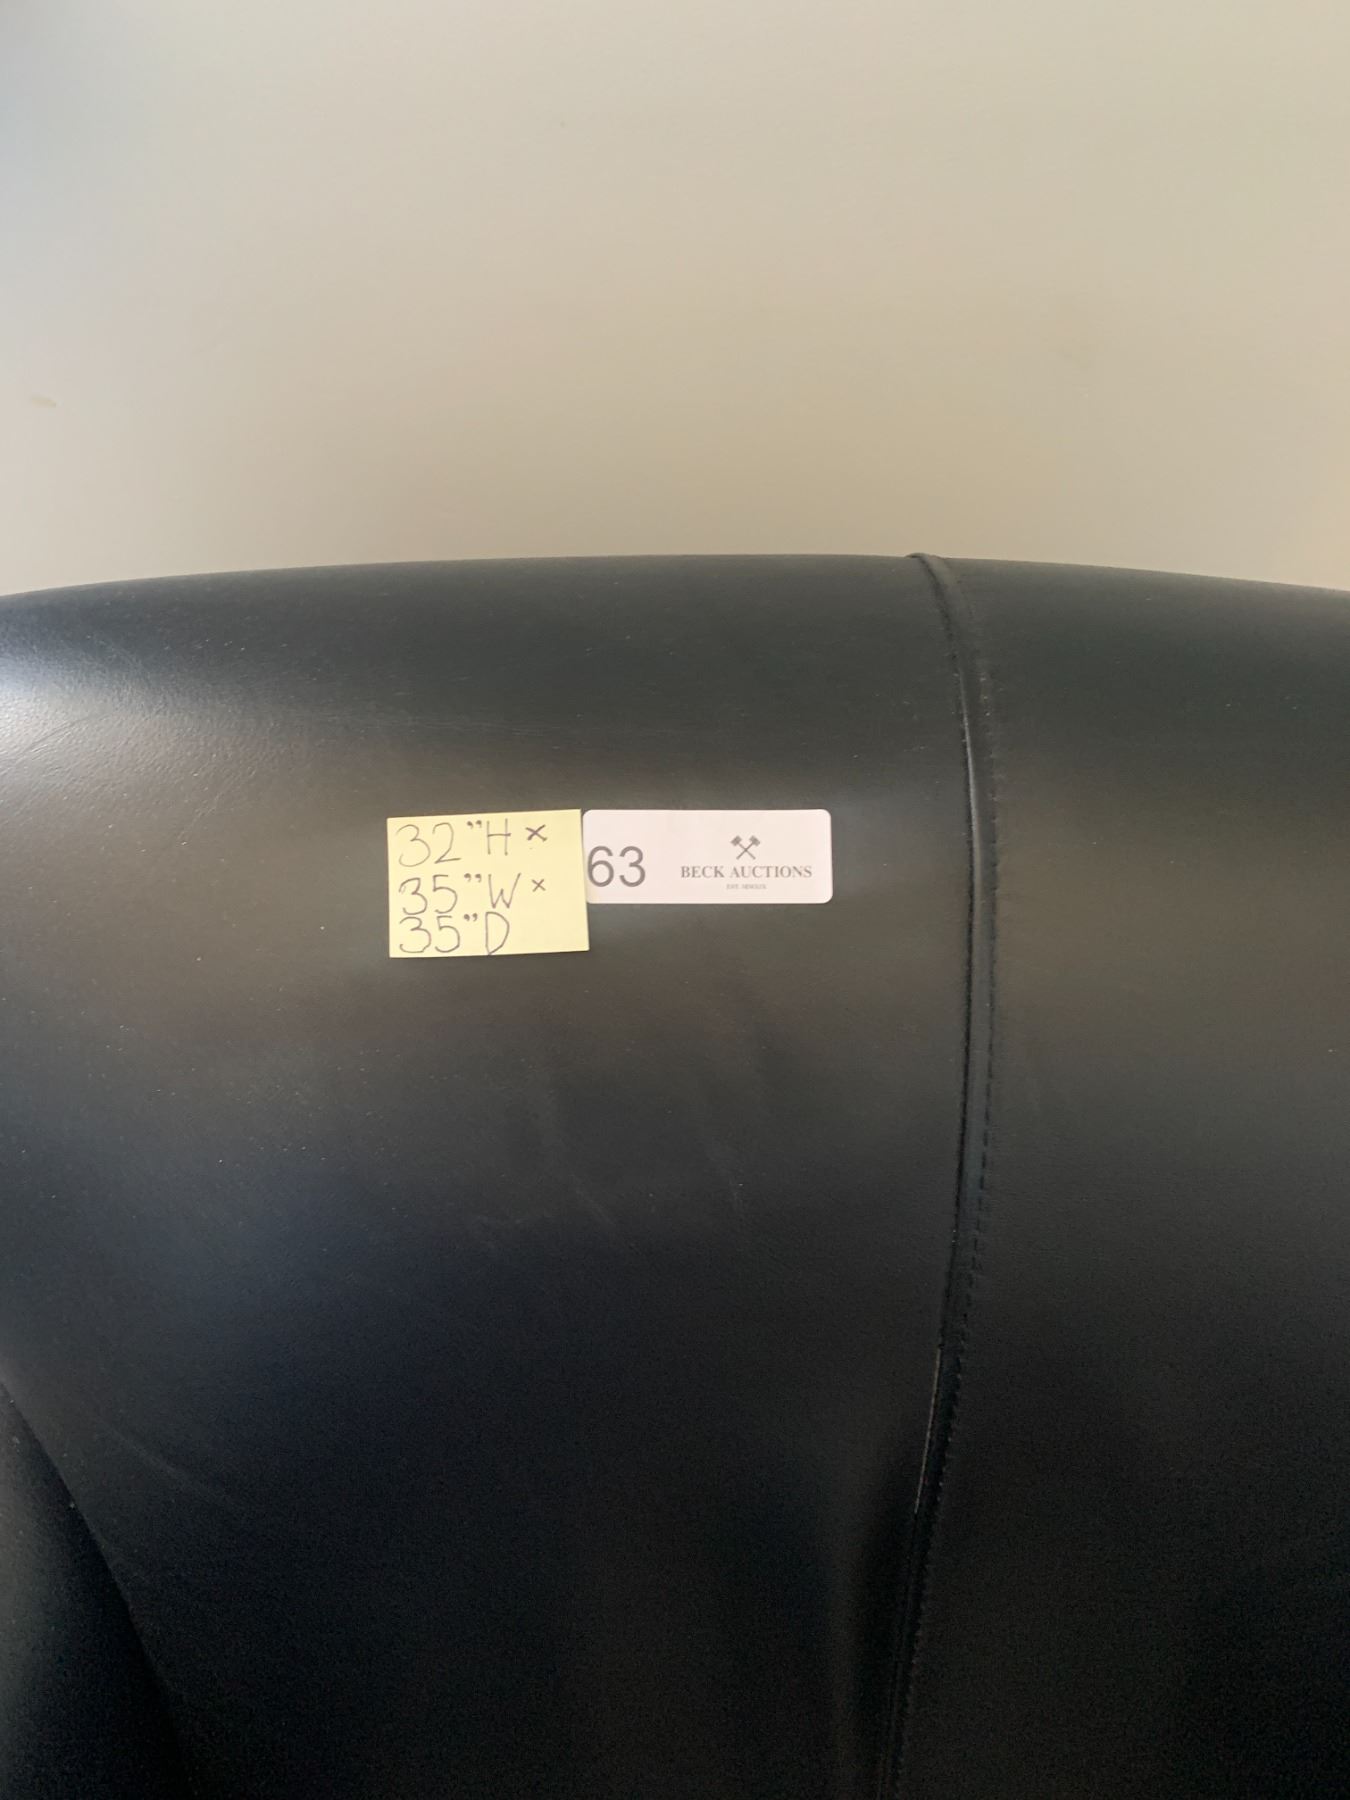 32"H x
35"W x
35"D
63
BECK AUCTIONS